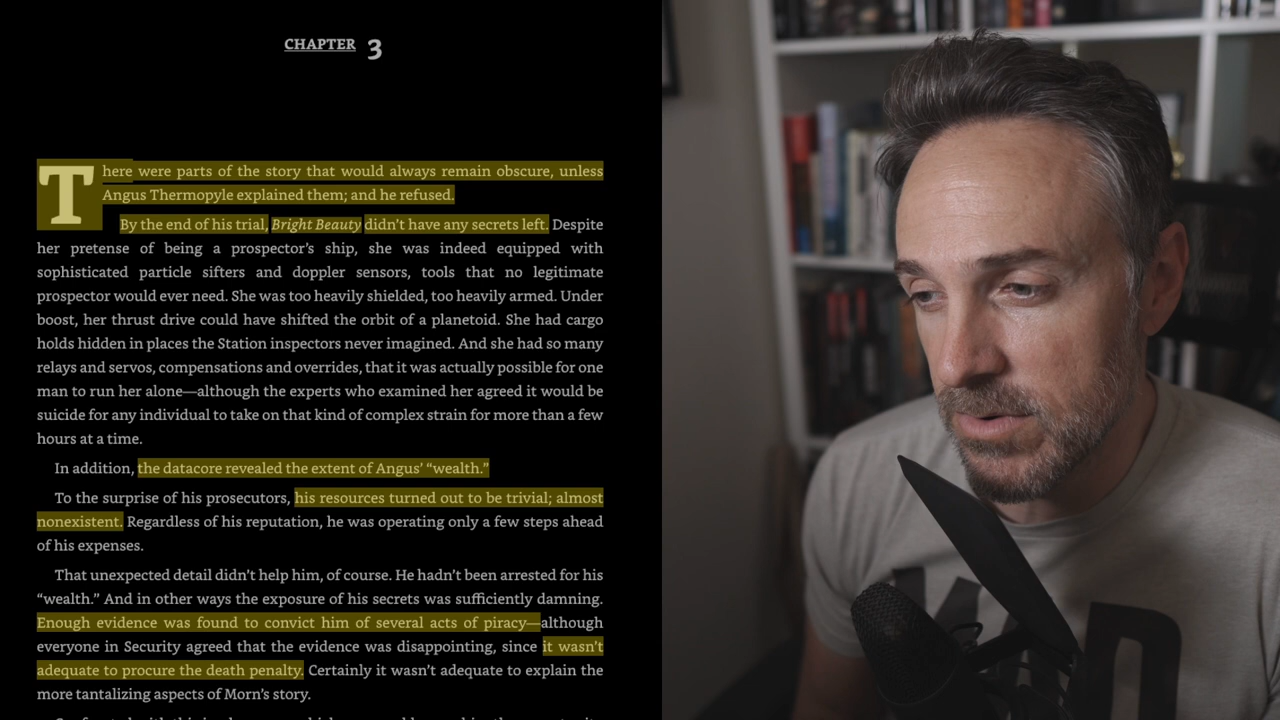 CHAPTER 3
There were parts of the story that would always remain obscure, unless
Angus Thermopyle explained them; and he refused.
By the end of his trial, Bright Beauty didn’t have any secrets left. Despite
her pretense of being a prospector’s ship, she was indeed equipped with
sophisticated particle sifters and doppler sensors, tools that no legitimate
prospector would ever need. She was too heavily shielded, too heavily armed. Under
boost, her thrust drive could have shifted the orbit of a planetoid. She had cargo
holds hidden in places the Station inspectors never imagined. And she had so many
relays and servos, compensations and overrides, that it was actually possible for one
man to run her alone—although the experts who examined her agreed it would be
suicide for any individual to take on that kind of complex strain for more than a few
hours at a time.
In addition, the datacore revealed the extent of Angus’ “wealth.”
To the surprise of his prosecutors, his resources turned out to be trivial; almost
nonexistent. Regardless of his reputation, he was operating only a few steps ahead
of his expenses.
That unexpected detail didn’t help him, of course. He hadn’t been arrested for his
“wealth.” And in other ways the exposure of his secrets was sufficiently damning.
Enough evidence was found to convict him of several acts of piracy—although
everyone in Security agreed that the evidence was disappointing, since it wasn’t
adequate to procure the death penalty. Certainly it wasn’t adequate to explain the
more tantalizing aspects of Morn’s story.